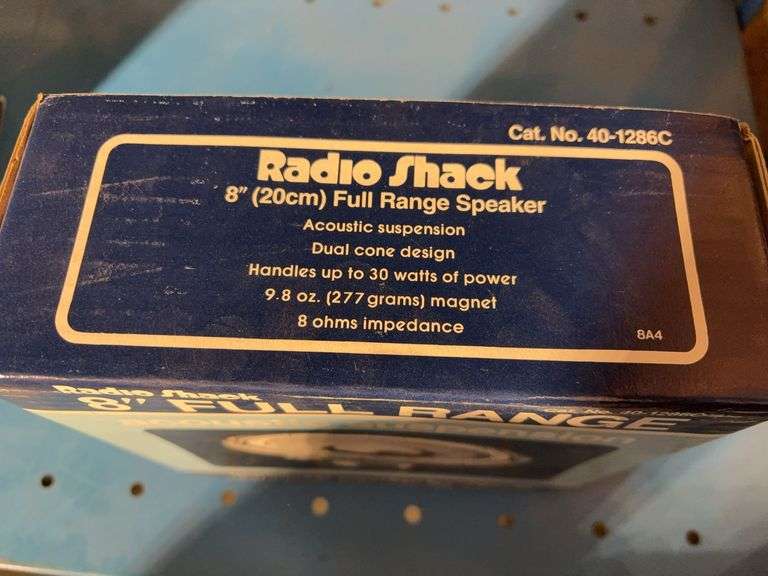 Cat. No. 40-1286C
Radio Shack
8" (20cm) Full Range Speaker
Acoustic suspension
Dual cone design
Handles up to 30 watts of power
9.8 oz. (277 grams) magnet
8 ohms impedance
8A4
Radio Shack
8" FULL RANGE